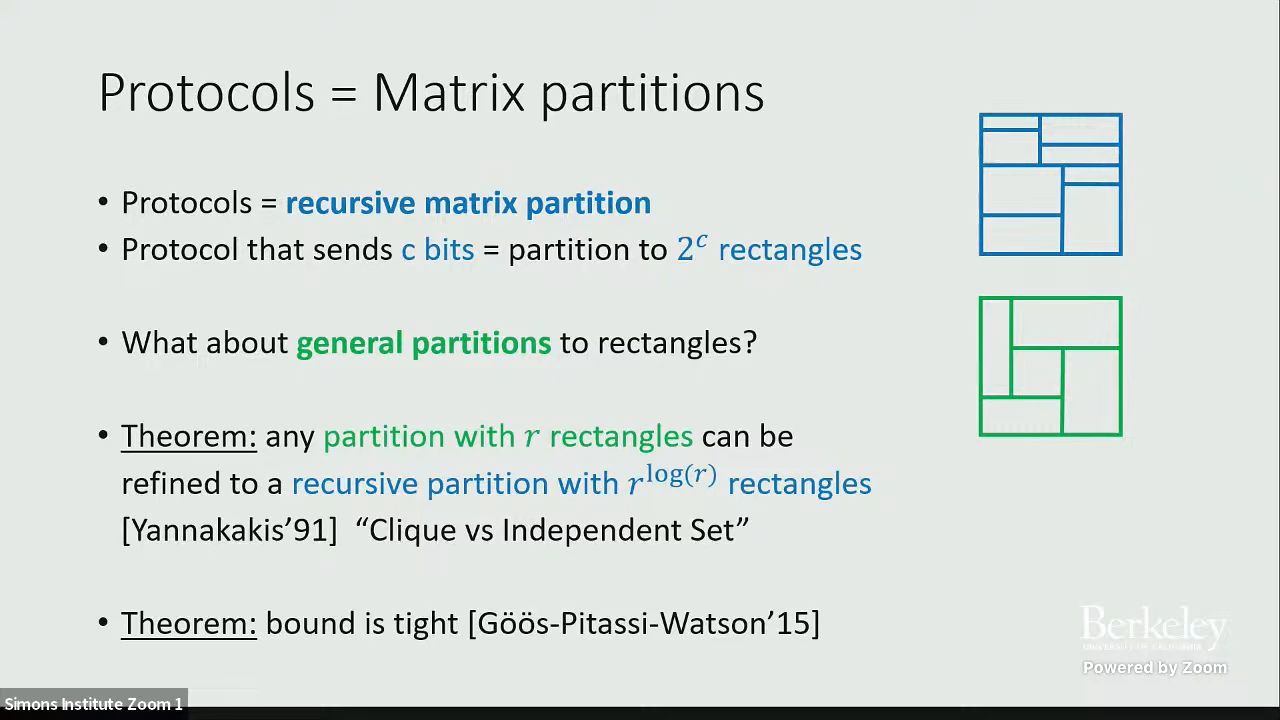 Protocols = Matrix partitions
• Protocols = recursive matrix partition
• Protocol that sends c bits = partition to 2^c rectangles
• What about general partitions to rectangles?
• Theorem: any partition with r rectangles can be
refined to a recursive partition with r^log(r) rectangles
[Yannakakis’91] “Clique vs Independent Set”
• Theorem: bound is tight [Göös-Pitassi-Watson’15]
Berkeley
UNIVERSITY OF CALIFORNIA
Powered by Zoom
Simons Institute Zoom 1